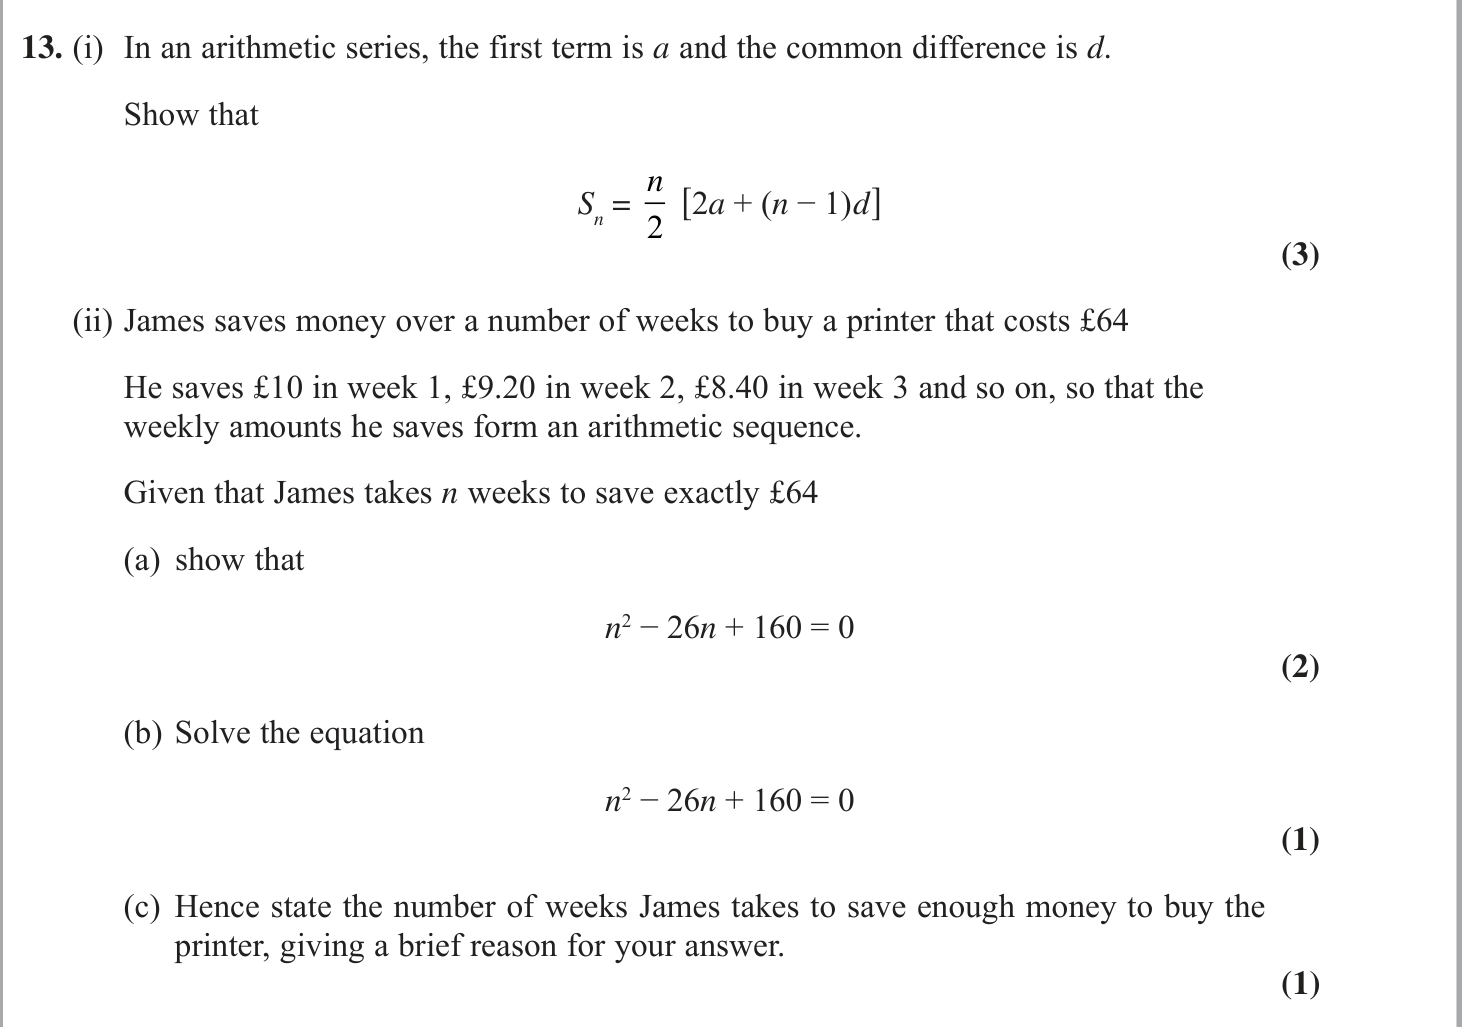 13. (i) In an arithmetic series, the first term is a and the common difference is d.
Show that
Sₙ = n/2 [2a + (n − 1)d]
(3)
(ii) James saves money over a number of weeks to buy a printer that costs £64
He saves £10 in week 1, £9.20 in week 2, £8.40 in week 3 and so on, so that the
weekly amounts he saves form an arithmetic sequence.
Given that James takes n weeks to save exactly £64
(a) show that
n² − 26n + 160 = 0
(2)
(b) Solve the equation
n² − 26n + 160 = 0
(1)
(c) Hence state the number of weeks James takes to save enough money to buy the
printer, giving a brief reason for your answer.
(1)